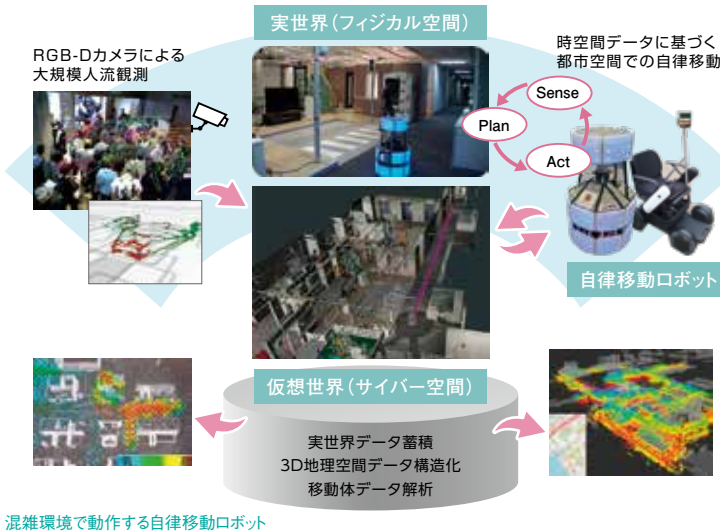 実世界（フィジカル空間）
RGB-Dカメラによる
大規模人流観測
時空間データに基づく
都市空間での自律移動
Sense
Plan
Act
自律移動ロボット
仮想世界（サイバー空間）
実世界データ蓄積
3D地理空間データ構造化
移動体データ解析
混雑環境で動作する自律移動ロボット